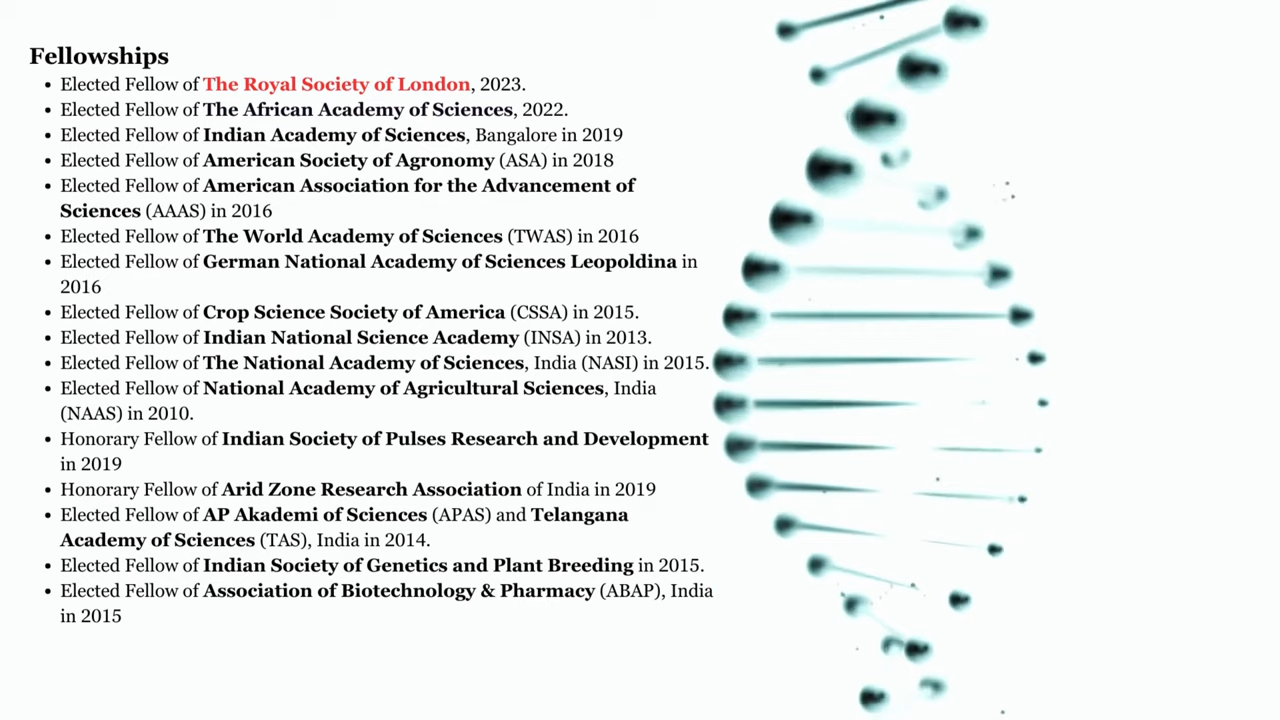 Fellowships
• Elected Fellow of The Royal Society of London, 2023.
• Elected Fellow of The African Academy of Sciences, 2022.
• Elected Fellow of Indian Academy of Sciences, Bangalore in 2019
• Elected Fellow of American Society of Agronomy (ASA) in 2018
• Elected Fellow of American Association for the Advancement of
Sciences (AAAS) in 2016
• Elected Fellow of The World Academy of Sciences (TWAS) in 2016
• Elected Fellow of German National Academy of Sciences Leopoldina in
2016
• Elected Fellow of Crop Science Society of America (CSSA) in 2015.
• Elected Fellow of Indian National Science Academy (INSA) in 2013.
• Elected Fellow of The National Academy of Sciences, India (NASI) in 2015.
• Elected Fellow of National Academy of Agricultural Sciences, India
(NAAS) in 2010.
• Honorary Fellow of Indian Society of Pulses Research and Development
in 2019
• Honorary Fellow of Arid Zone Research Association of India in 2019
• Elected Fellow of AP Akademi of Sciences (APAS) and Telangana
Academy of Sciences (TAS), India in 2014.
• Elected Fellow of Indian Society of Genetics and Plant Breeding in 2015.
• Elected Fellow of Association of Biotechnology & Pharmacy (ABAP), India
in 2015